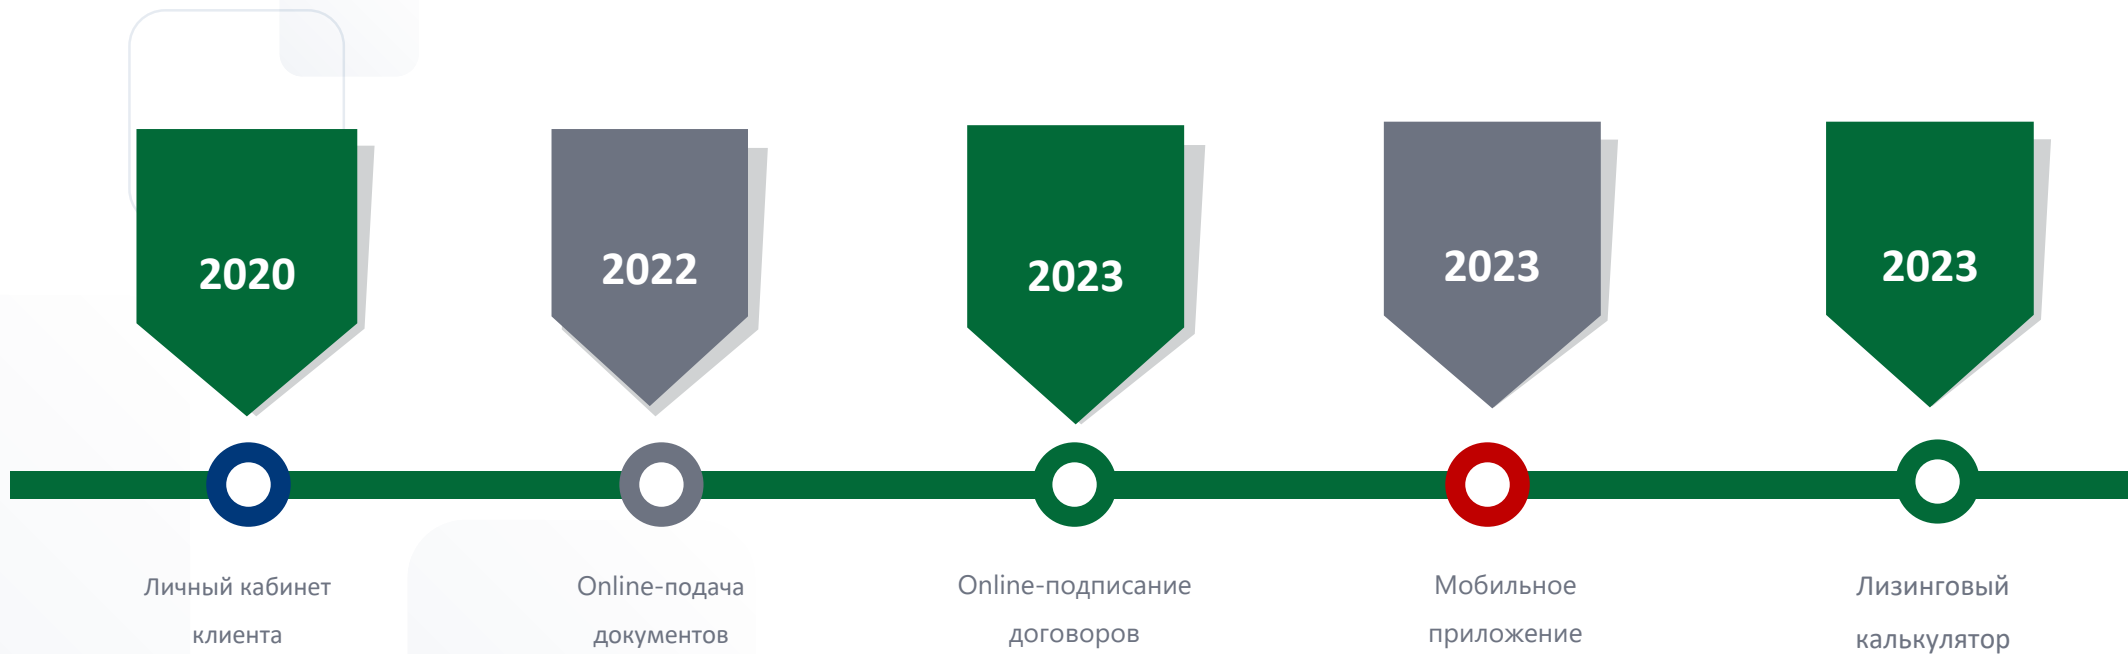 2020
2022
2023
2023
2023
Личный кабинет
клиента
Online-подача
документов
Online-подписание
договоров
Мобильное
приложение
Лизинговый
калькулятор